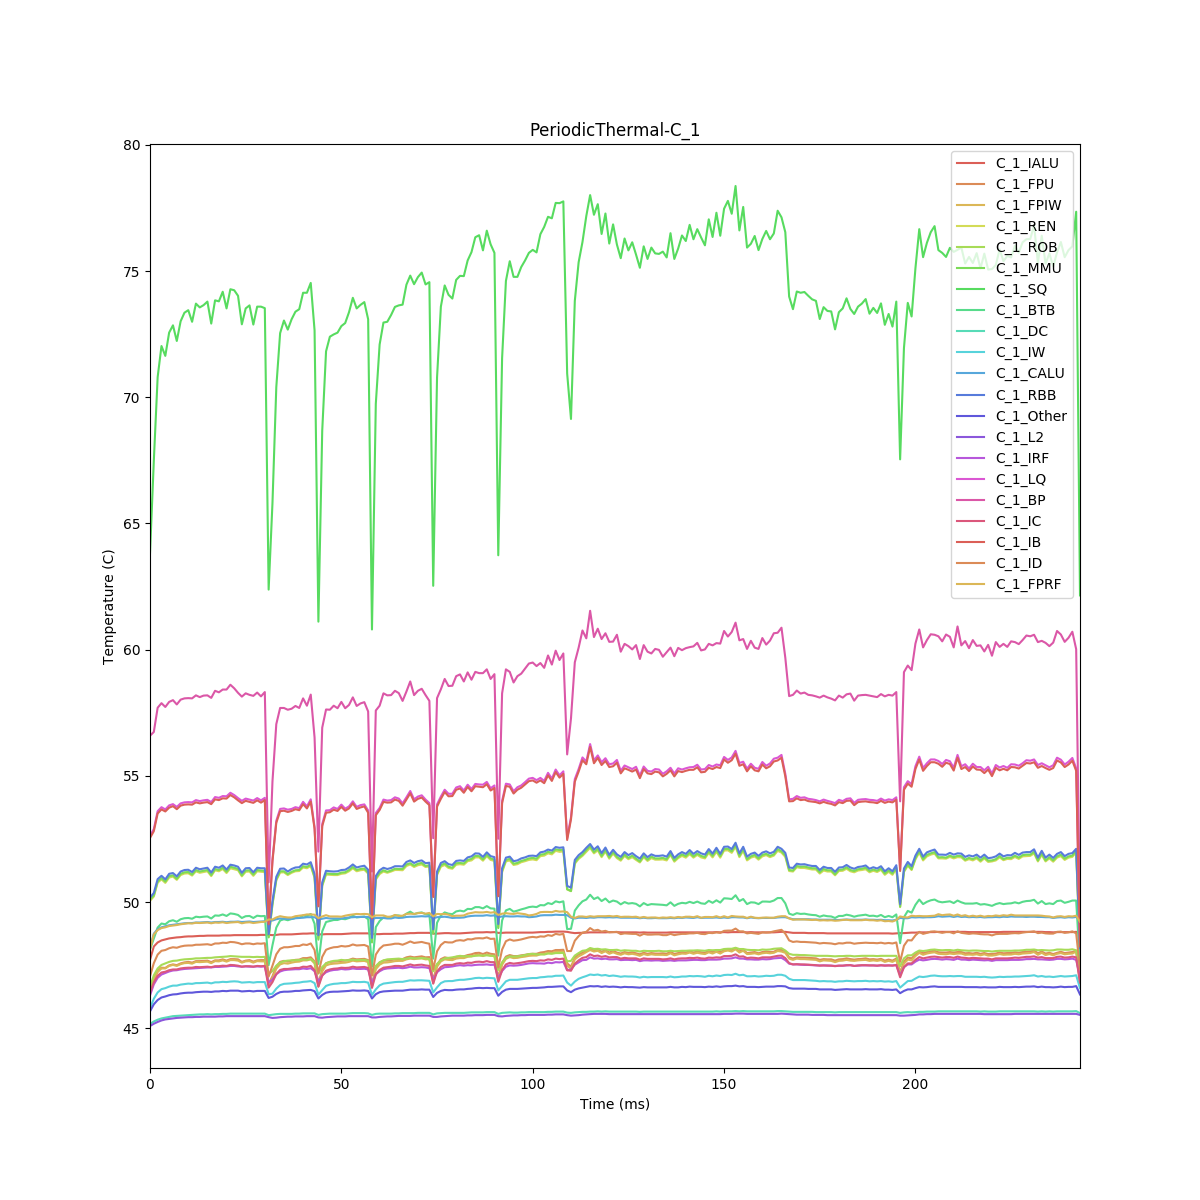 PeriodicThermal-C_1
80
75
70
65
60
55
50
45
Temperature (C)
0
50
100
150
200
Time (ms)
C_1_IALU
C_1_FPU
C_1_FPIW
C_1_REN
C_1_ROB
C_1_MMU
C_1_SQ
C_1_BTB
C_1_DC
C_1_IW
C_1_CALU
C_1_RBB
C_1_Other
C_1_L2
C_1_IRF
C_1_LQ
C_1_BP
C_1_IC
C_1_IB
C_1_ID
C_1_FPRF